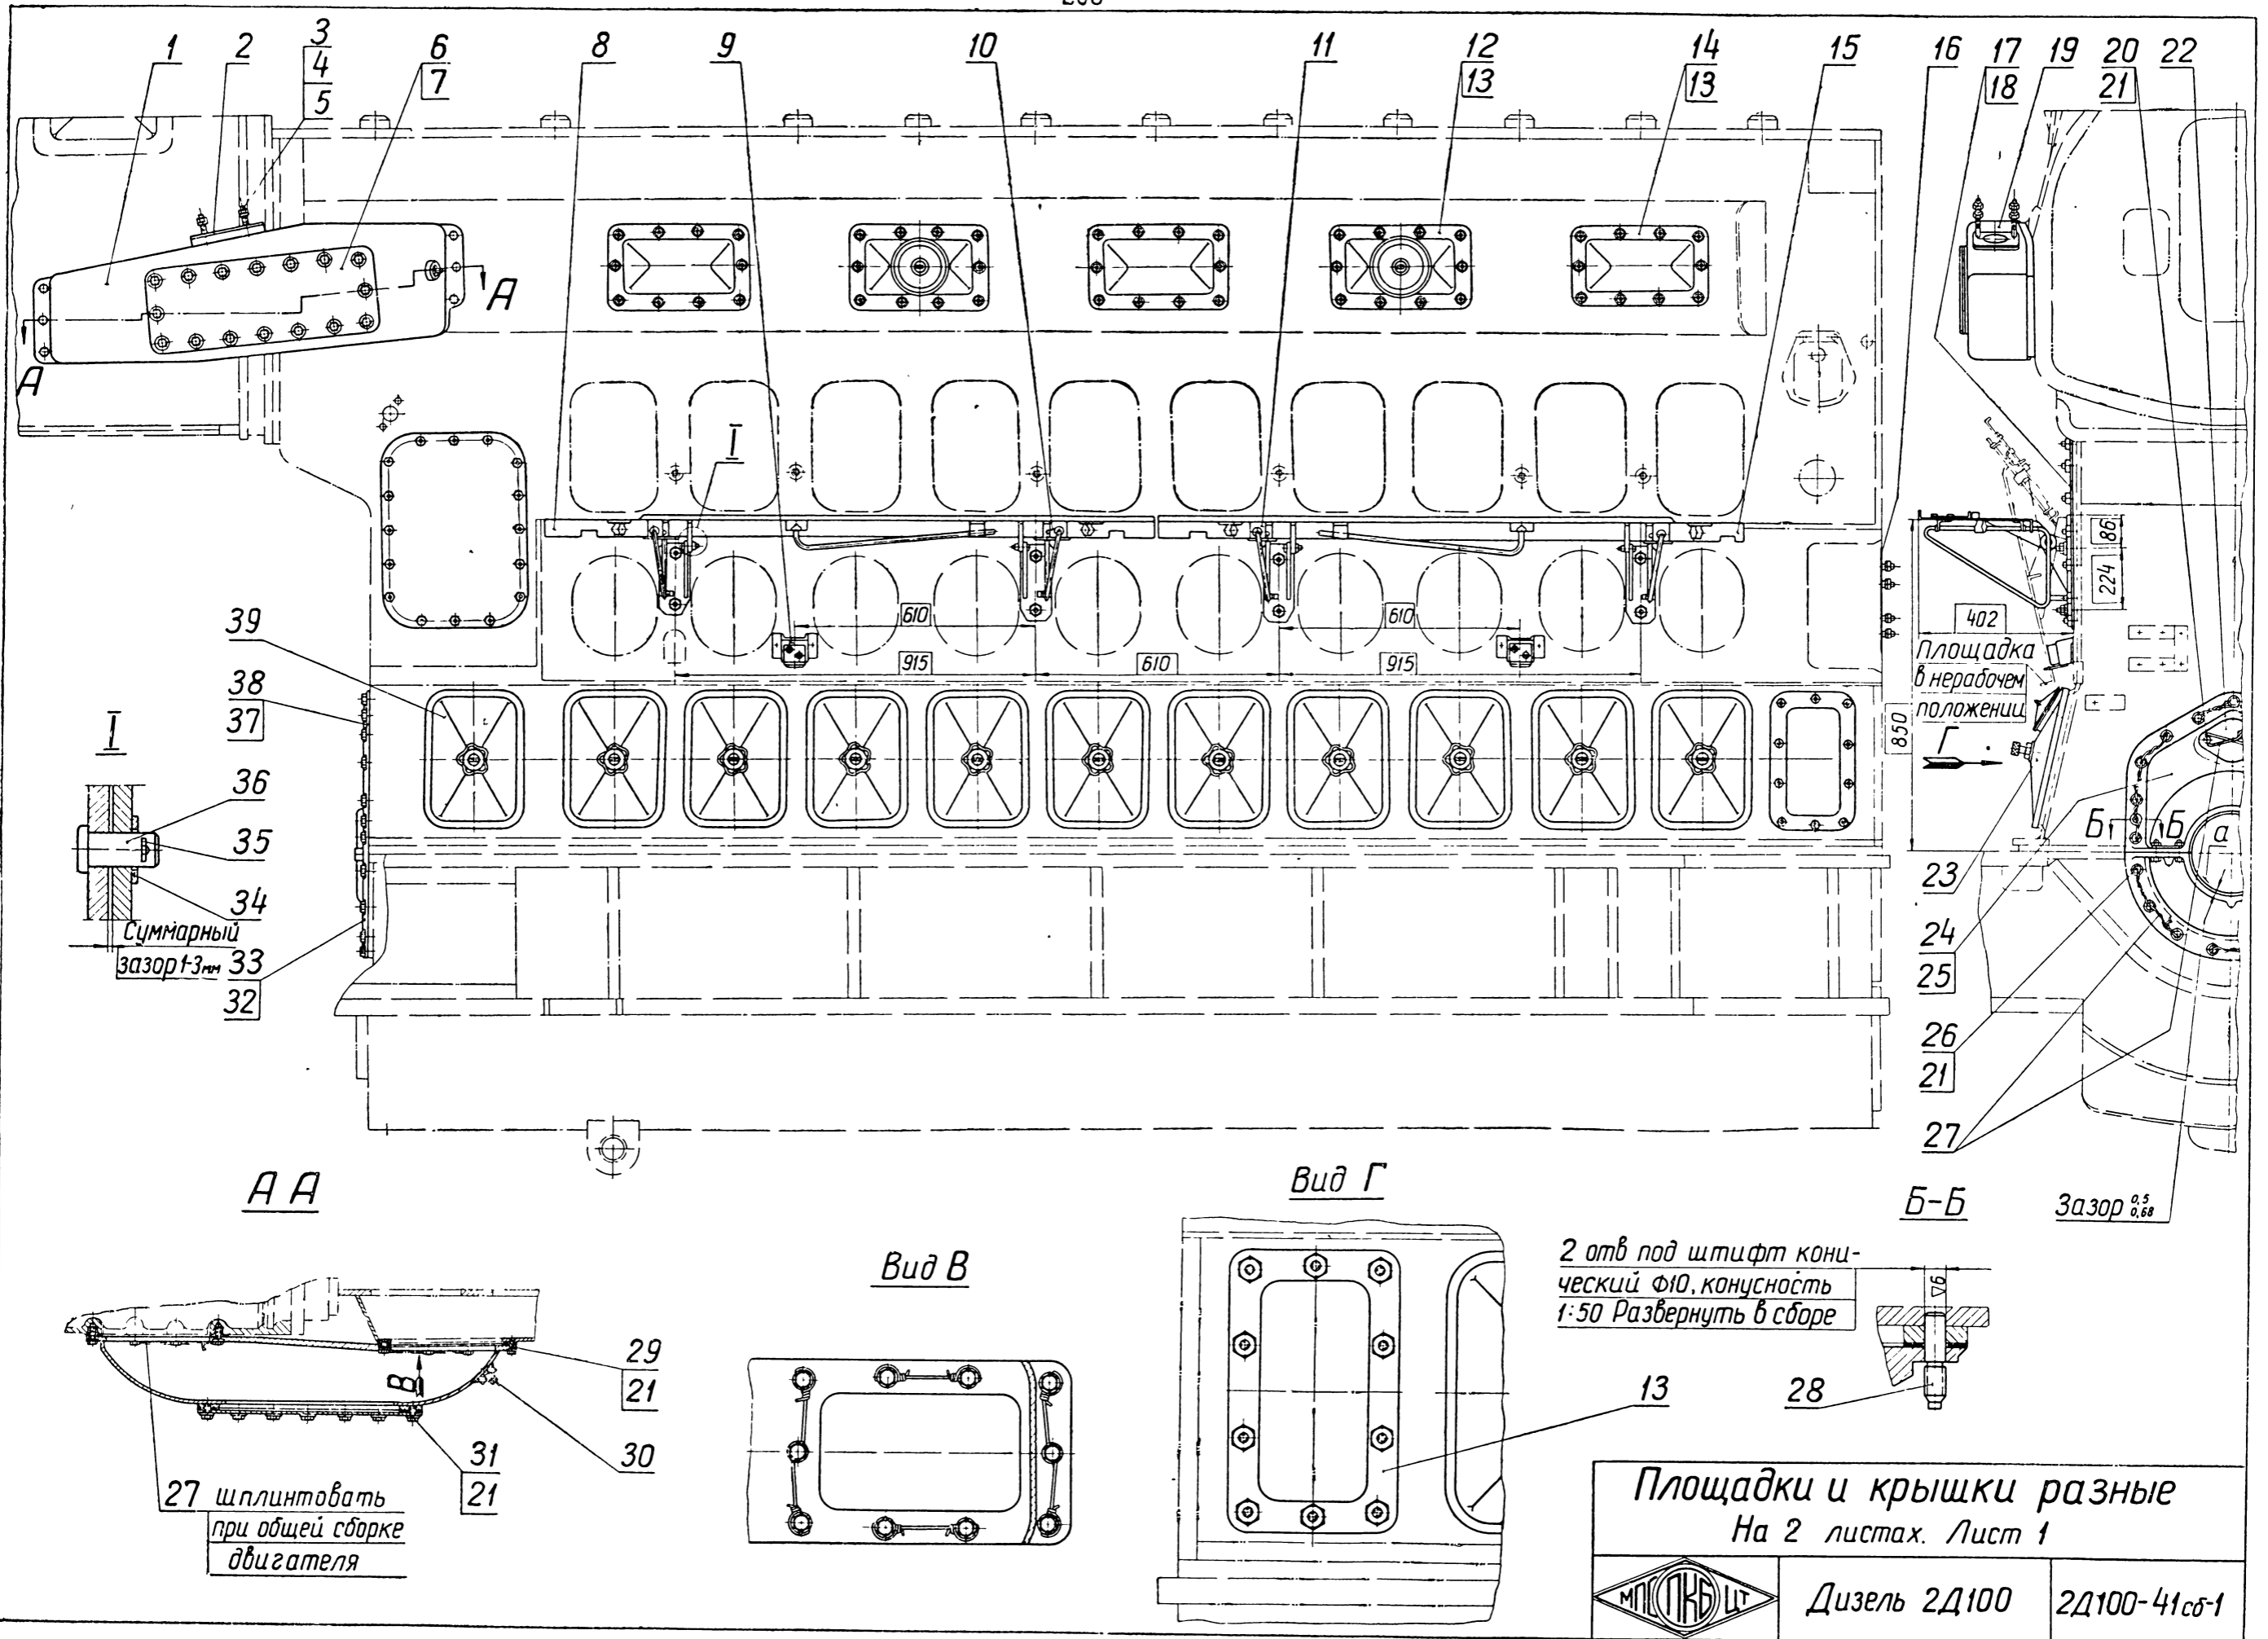 1
2
3
4
5
6
7
8
9
10
11
12
13
14
13
15
16
17
18
19
20
21
22
А
А
I
86
224
402
Площадка
в нерабочем
положении
850
Г
610
610
915
610
915
39
38
37
I
36
35
34
Суммарный
зазор 1-3мм
33
32
Б
Б
а
23
24
25
26
21
27
Зазор 0,5 0,68
А А
В
29
21
30
31
21
27 шплинтовать
при общей сборке
двигателя
Вид В
Вид Г
13
Б-Б
2 отв под штифт кони-
ческий Ф10, конусность
1:50 Развернуть в сборе
▽6
28
Площадки и крышки разные
На 2 листах. Лист 1
МПС ПКБ ЦТ
Дизель 2Д100
2Д100-41сб-1